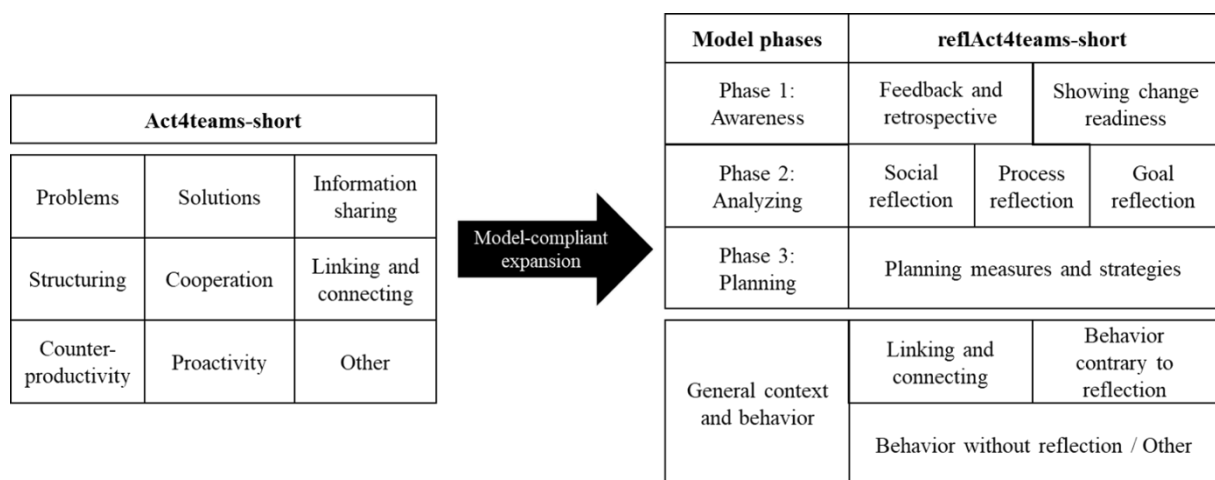 Act4teams-short
Problems
Solutions
Information
sharing
Structuring
Cooperation
Linking and
connecting
Counter-
productivity
Proactivity
Other
Model-compliant
expansion
Model phases
reflAct4teams-short
Phase 1:
Awareness
Feedback and
retrospective
Showing change
readiness
Phase 2:
Analyzing
Social
reflection
Process
reflection
Goal
reflection
Phase 3:
Planning
Planning measures and strategies
General context
and behavior
Linking and
connecting
Behavior
contrary to
reflection
Behavior without reflection / Other